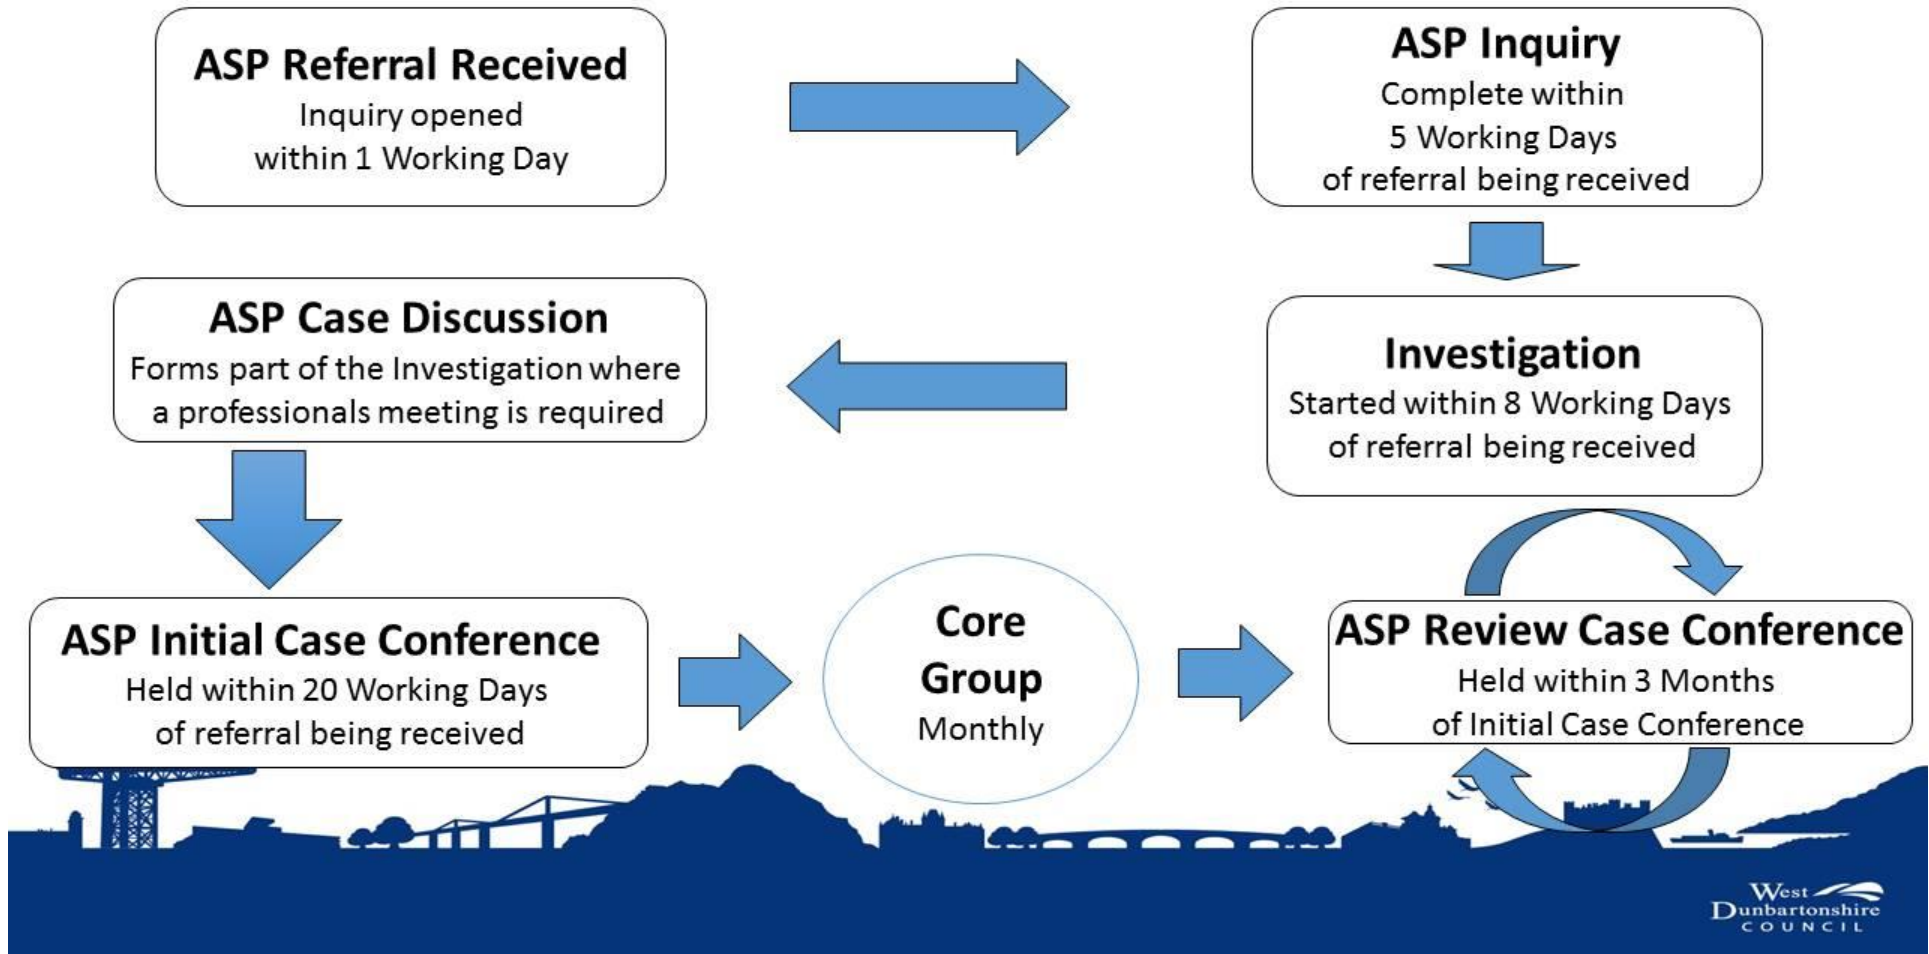 ASP Referral Received
Inquiry opened
within 1 Working Day
ASP Inquiry
Complete within
5 Working Days
of referral being received
Investigation
Started within 8 Working Days
of referral being received
ASP Case Discussion
Forms part of the Investigation where
a professionals meeting is required
ASP Initial Case Conference
Held within 20 Working Days
of referral being received
Core
Group
Monthly
ASP Review Case Conference
Held within 3 Months
of Initial Case Conference
West
Dunbartonshire
COUNCIL